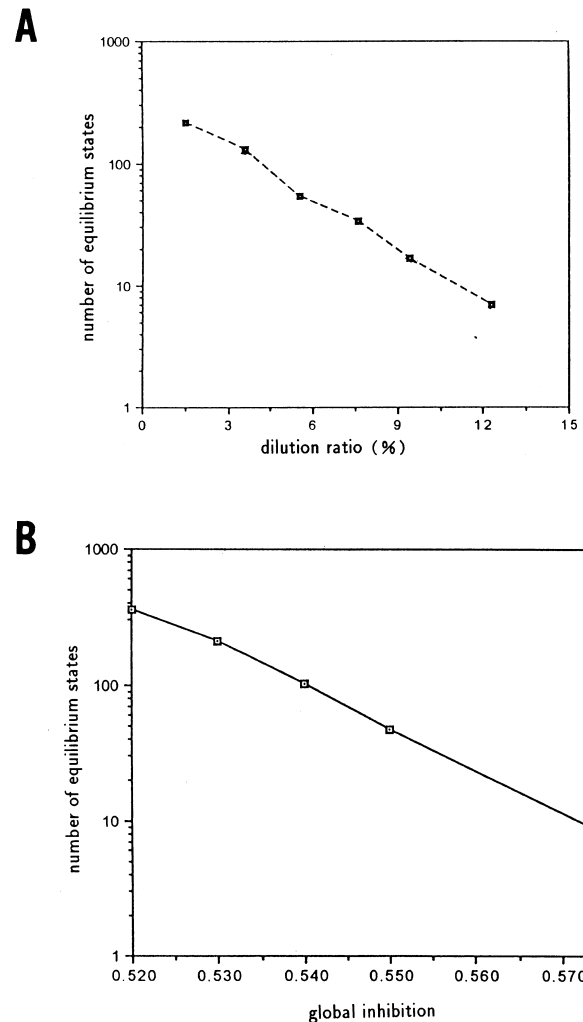 A
1000
100
10
1
0 3 6 9 12 15
number of equilibrium states
dilution ratio (%)
B
1000
100
10
1
0.520 0.530 0.540 0.550 0.560 0.570
number of equilibrium states
global inhibition